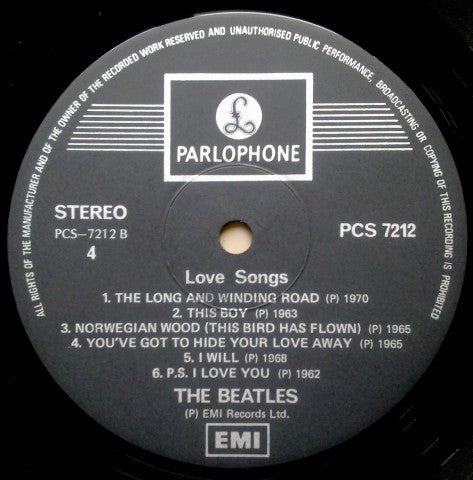 ALL RIGHTS OF THE MANUFACTURER AND OF THE OWNER OF THE RECORDED WORK RESERVED AND UNAUTHORISED PUBLIC PERFORMANCE, BROADCASTING OR COPYING OF THIS RECORDING IS PROHIBITED
£
PARLOPHONE
STEREO
PCS–7212 B
4
PCS 7212
Love Songs
1. THE LONG AND WINDING ROAD (P) 1970
2. THIS BOY (P) 1963
3. NORWEGIAN WOOD (THIS BIRD HAS FLOWN) (P) 1965
4. YOU'VE GOT TO HIDE YOUR LOVE AWAY (P) 1965
5. I WILL (P) 1968
6. P.S. I LOVE YOU (P) 1962
THE BEATLES
(P) EMI Records Ltd.
EMI